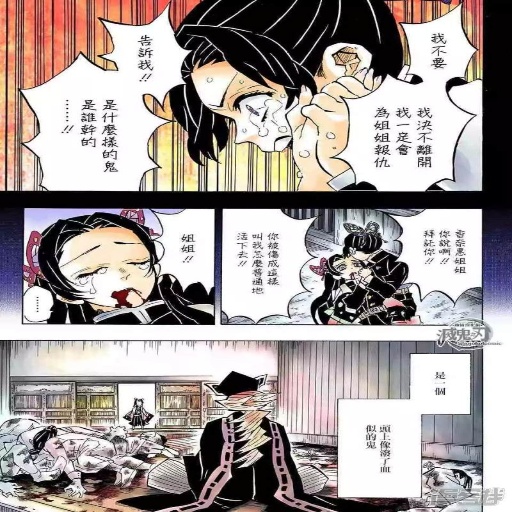 我不要
我決不離開
我一定會
為姐姐報仇
告訴我!!
是什麼樣的鬼
是誰幹的
……!!
香奈惠姐姐
你說啊!!
拜託你!!
你被傷成這樣
叫我怎麼普通地
活下去!!
姐姐!!
……
是一個
頭上像潑了血
似的鬼